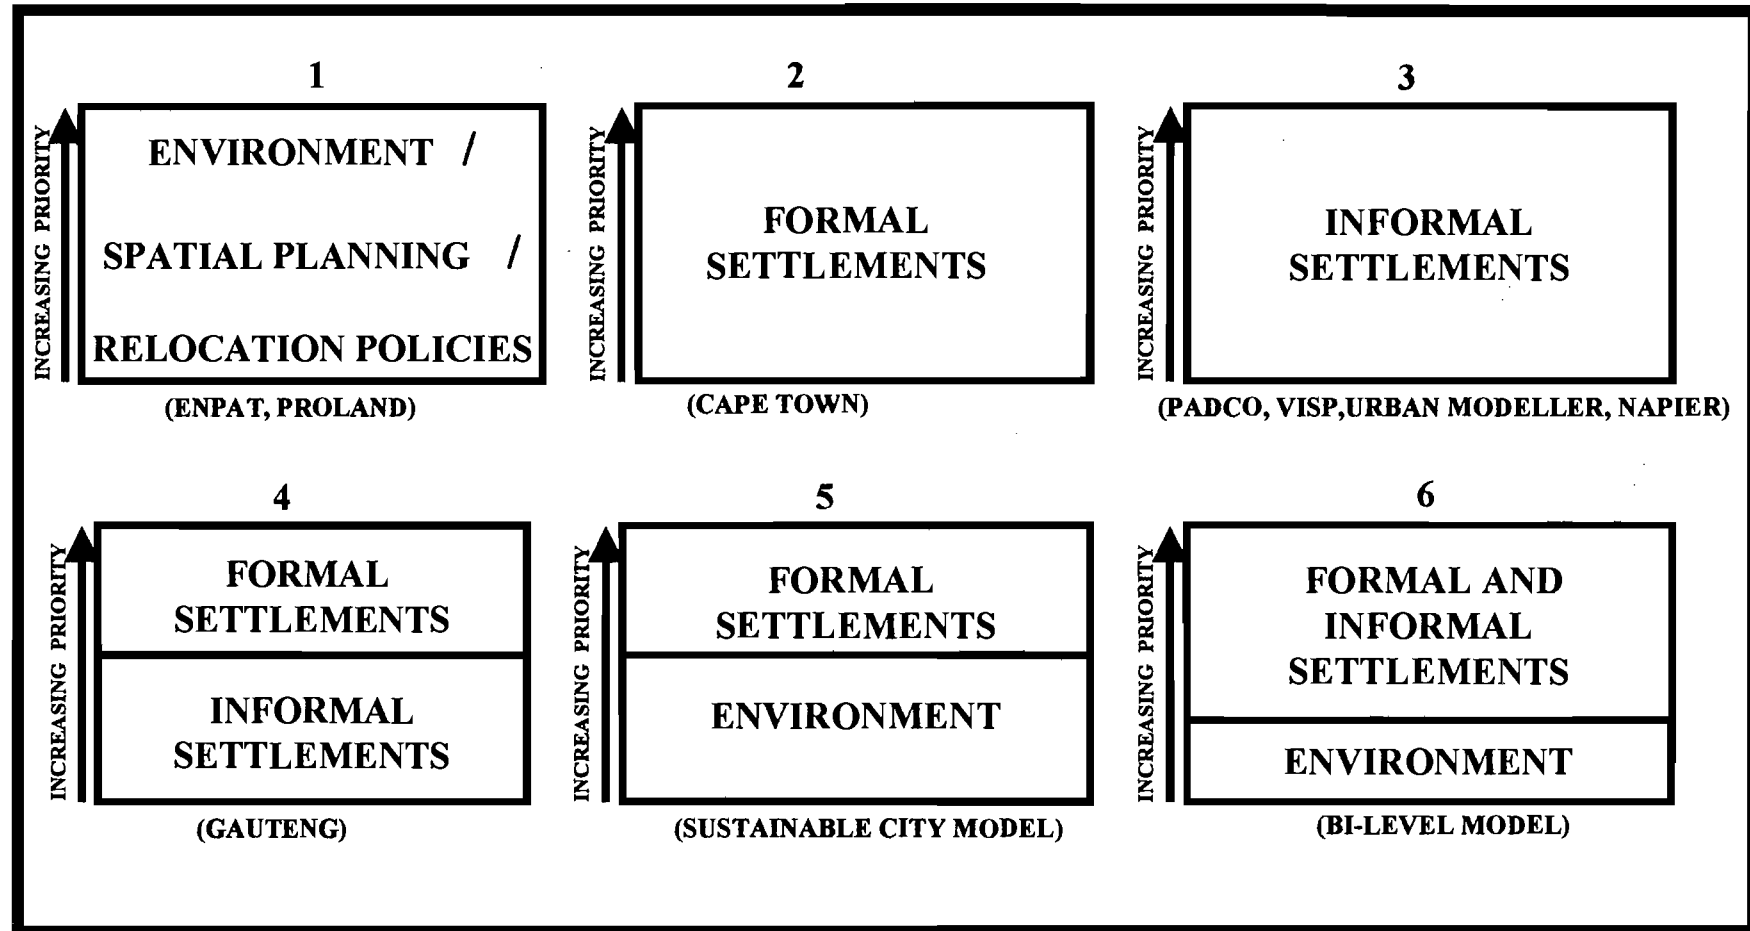 1
INCREASING PRIORITY
ENVIRONMENT /
SPATIAL PLANNING /
RELOCATION POLICIES
(ENPAT, PROLAND)
2
INCREASING PRIORITY
FORMAL
SETTLEMENTS
(CAPE TOWN)
3
INCREASING PRIORITY
INFORMAL
SETTLEMENTS
(PADCO, VISP,URBAN MODELLER, NAPIER)
4
INCREASING PRIORITY
FORMAL
SETTLEMENTS
INFORMAL
SETTLEMENTS
(GAUTENG)
5
INCREASING PRIORITY
FORMAL
SETTLEMENTS
ENVIRONMENT
(SUSTAINABLE CITY MODEL)
6
INCREASING PRIORITY
FORMAL AND
INFORMAL
SETTLEMENTS
ENVIRONMENT
(BI-LEVEL MODEL)